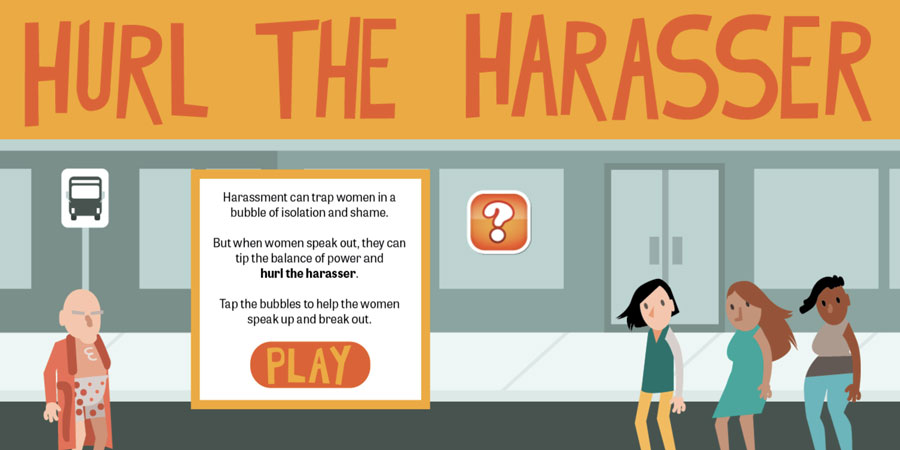 HURL THE HARASSER
Harassment can trap women in a
bubble of isolation and shame.
But when women speak out, they can
tip the balance of power and
hurl the harasser.
Tap the bubbles to help the women
speak up and break out.
PLAY
?